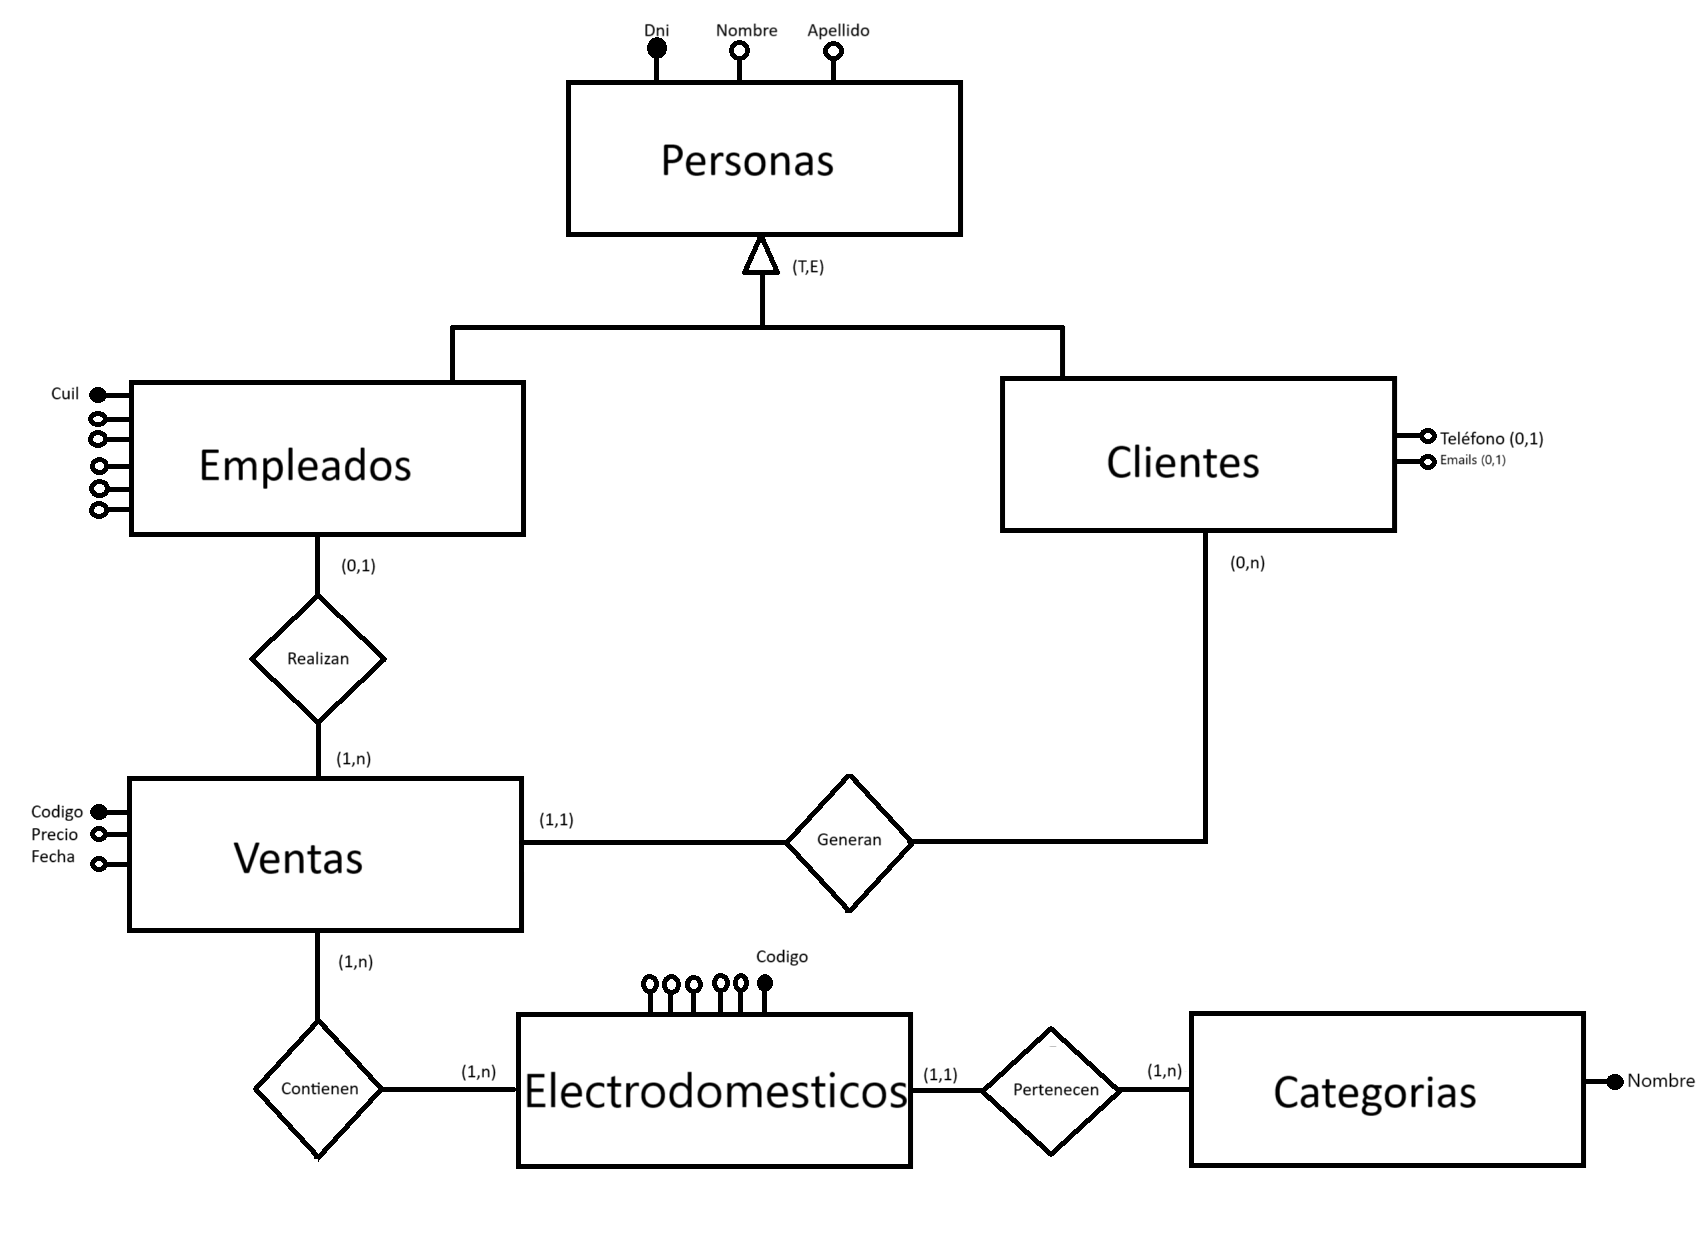 Dni
Nombre
Apellido
Personas
(T,E)
Cuil
Empleados
Clientes
Teléfono (0,1)
Emails (0,1)
(0,1)
(0,n)
Realizan
(1,n)
Codigo
Precio
Fecha
Ventas
(1,1)
Generan
(1,n)
Codigo
Contienen
(1,n)
Electrodomesticos
(1,1)
Pertenecen
(1,n)
Categorias
Nombre